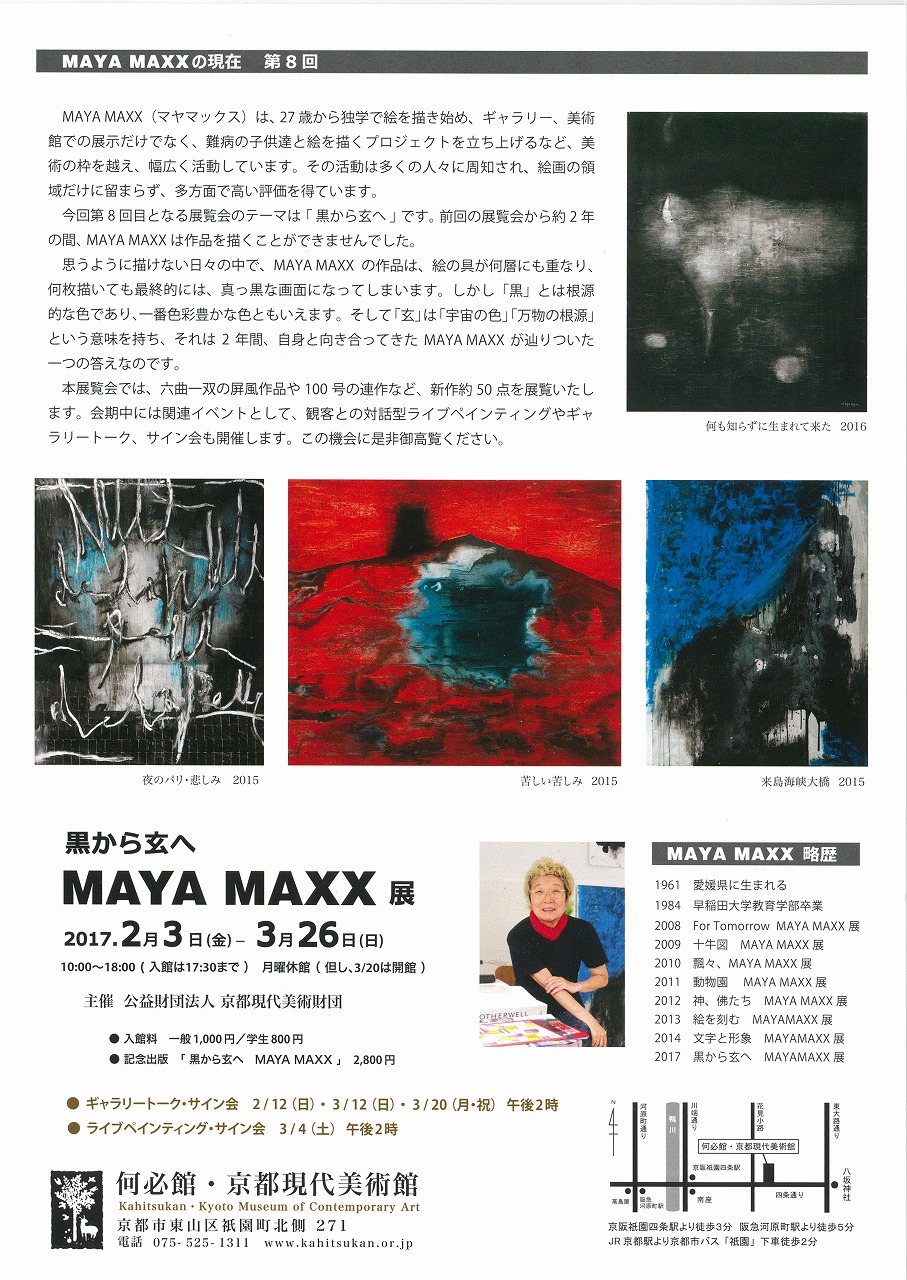 MAYA MAXXの現在　第8回
MAYA MAXX（マヤマックス）は、27歳から独学で絵を描き始め、ギャラリー、美術
館での展示だけでなく、難病の子供達と絵を描くプロジェクトを立ち上げるなど、美
術の枠を越え、幅広く活動しています。その活動は多くの人々に周知され、絵画の領
域だけに留まらず、多方面で高い評価を得ています。
今回第8回目となる展覧会のテーマは「黒から玄へ」です。前回の展覧会から約2年
の間、MAYA MAXXは作品を描くことができませんでした。
思うように描けない日々の中で、MAYA MAXX の作品は、絵の具が何層にも重なり、
何枚描いても最終的には、真っ黒な画面になってしまいます。しかし「黒」とは根源
的な色であり、一番色彩豊かな色ともいえます。そして「玄」は「宇宙の色」「万物の根源」
という意味を持ち、それは 2 年間、自身と向き合ってきた MAYA MAXX が辿りついた
一つの答えなのです。
本展覧会では、六曲一双の屏風作品や 100 号の連作など、新作約 50 点を展覧いたし
ます。会期中には関連イベントとして、観客との対話型ライブペインティングやギャ
ラリートーク、サイン会も開催します。この機会に是非御高覧ください。
何も知らずに生まれて来た 2016
夜のパリ・悲しみ 2015
苦しい苦しみ 2015
来島海峡大橋 2015
黒から玄へ
MAYA MAXX 展
2017.2月3日(金)– 3月26日(日)
10:00〜18:00（入館は17:30まで）　月曜休館（但し、3/20は開館）
主催 公益財団法人 京都現代美術財団
● 入館料 一般1,000円／学生800円
● 記念出版 「黒から玄へ MAYA MAXX」 2,800円
OTHERWELL
MAYA MAXX 略歴
1961 愛媛県に生まれる
1984 早稲田大学教育学部卒業
2008 For Tomorrow MAYA MAXX 展
2009 十牛図 MAYA MAXX 展
2010 飄々、MAYA MAXX 展
2011 動物園 MAYA MAXX 展
2012 神、佛たち MAYA MAXX 展
2013 絵を刻む MAYAMAXX 展
2014 文字と形象 MAYAMAXX 展
2017 黒から玄へ MAYAMAXX 展
● ギャラリートーク・サイン会 2/12（日）・3/12（日）・3/20（月・祝） 午後2時
● ライブペインティング・サイン会 3/4（土） 午後2時
何必館・京都現代美術館
Kahitsukan・Kyoto Museum of Contemporary Art
京都市東山区祇園町北側 271
電話 075-525-1311 www.kahitsukan.or.jp
N
河原町通り
鴨川
川端通り
花見小路
東大路通り
何必館・京都現代美術館
京阪祇園四条駅
高島屋
阪急
河原町駅
南座
四条通り
八坂神社
京阪祇園四条駅より徒歩3分 阪急河原町駅より徒歩5分
JR京都駅より京都市バス「祇園」下車徒歩2分